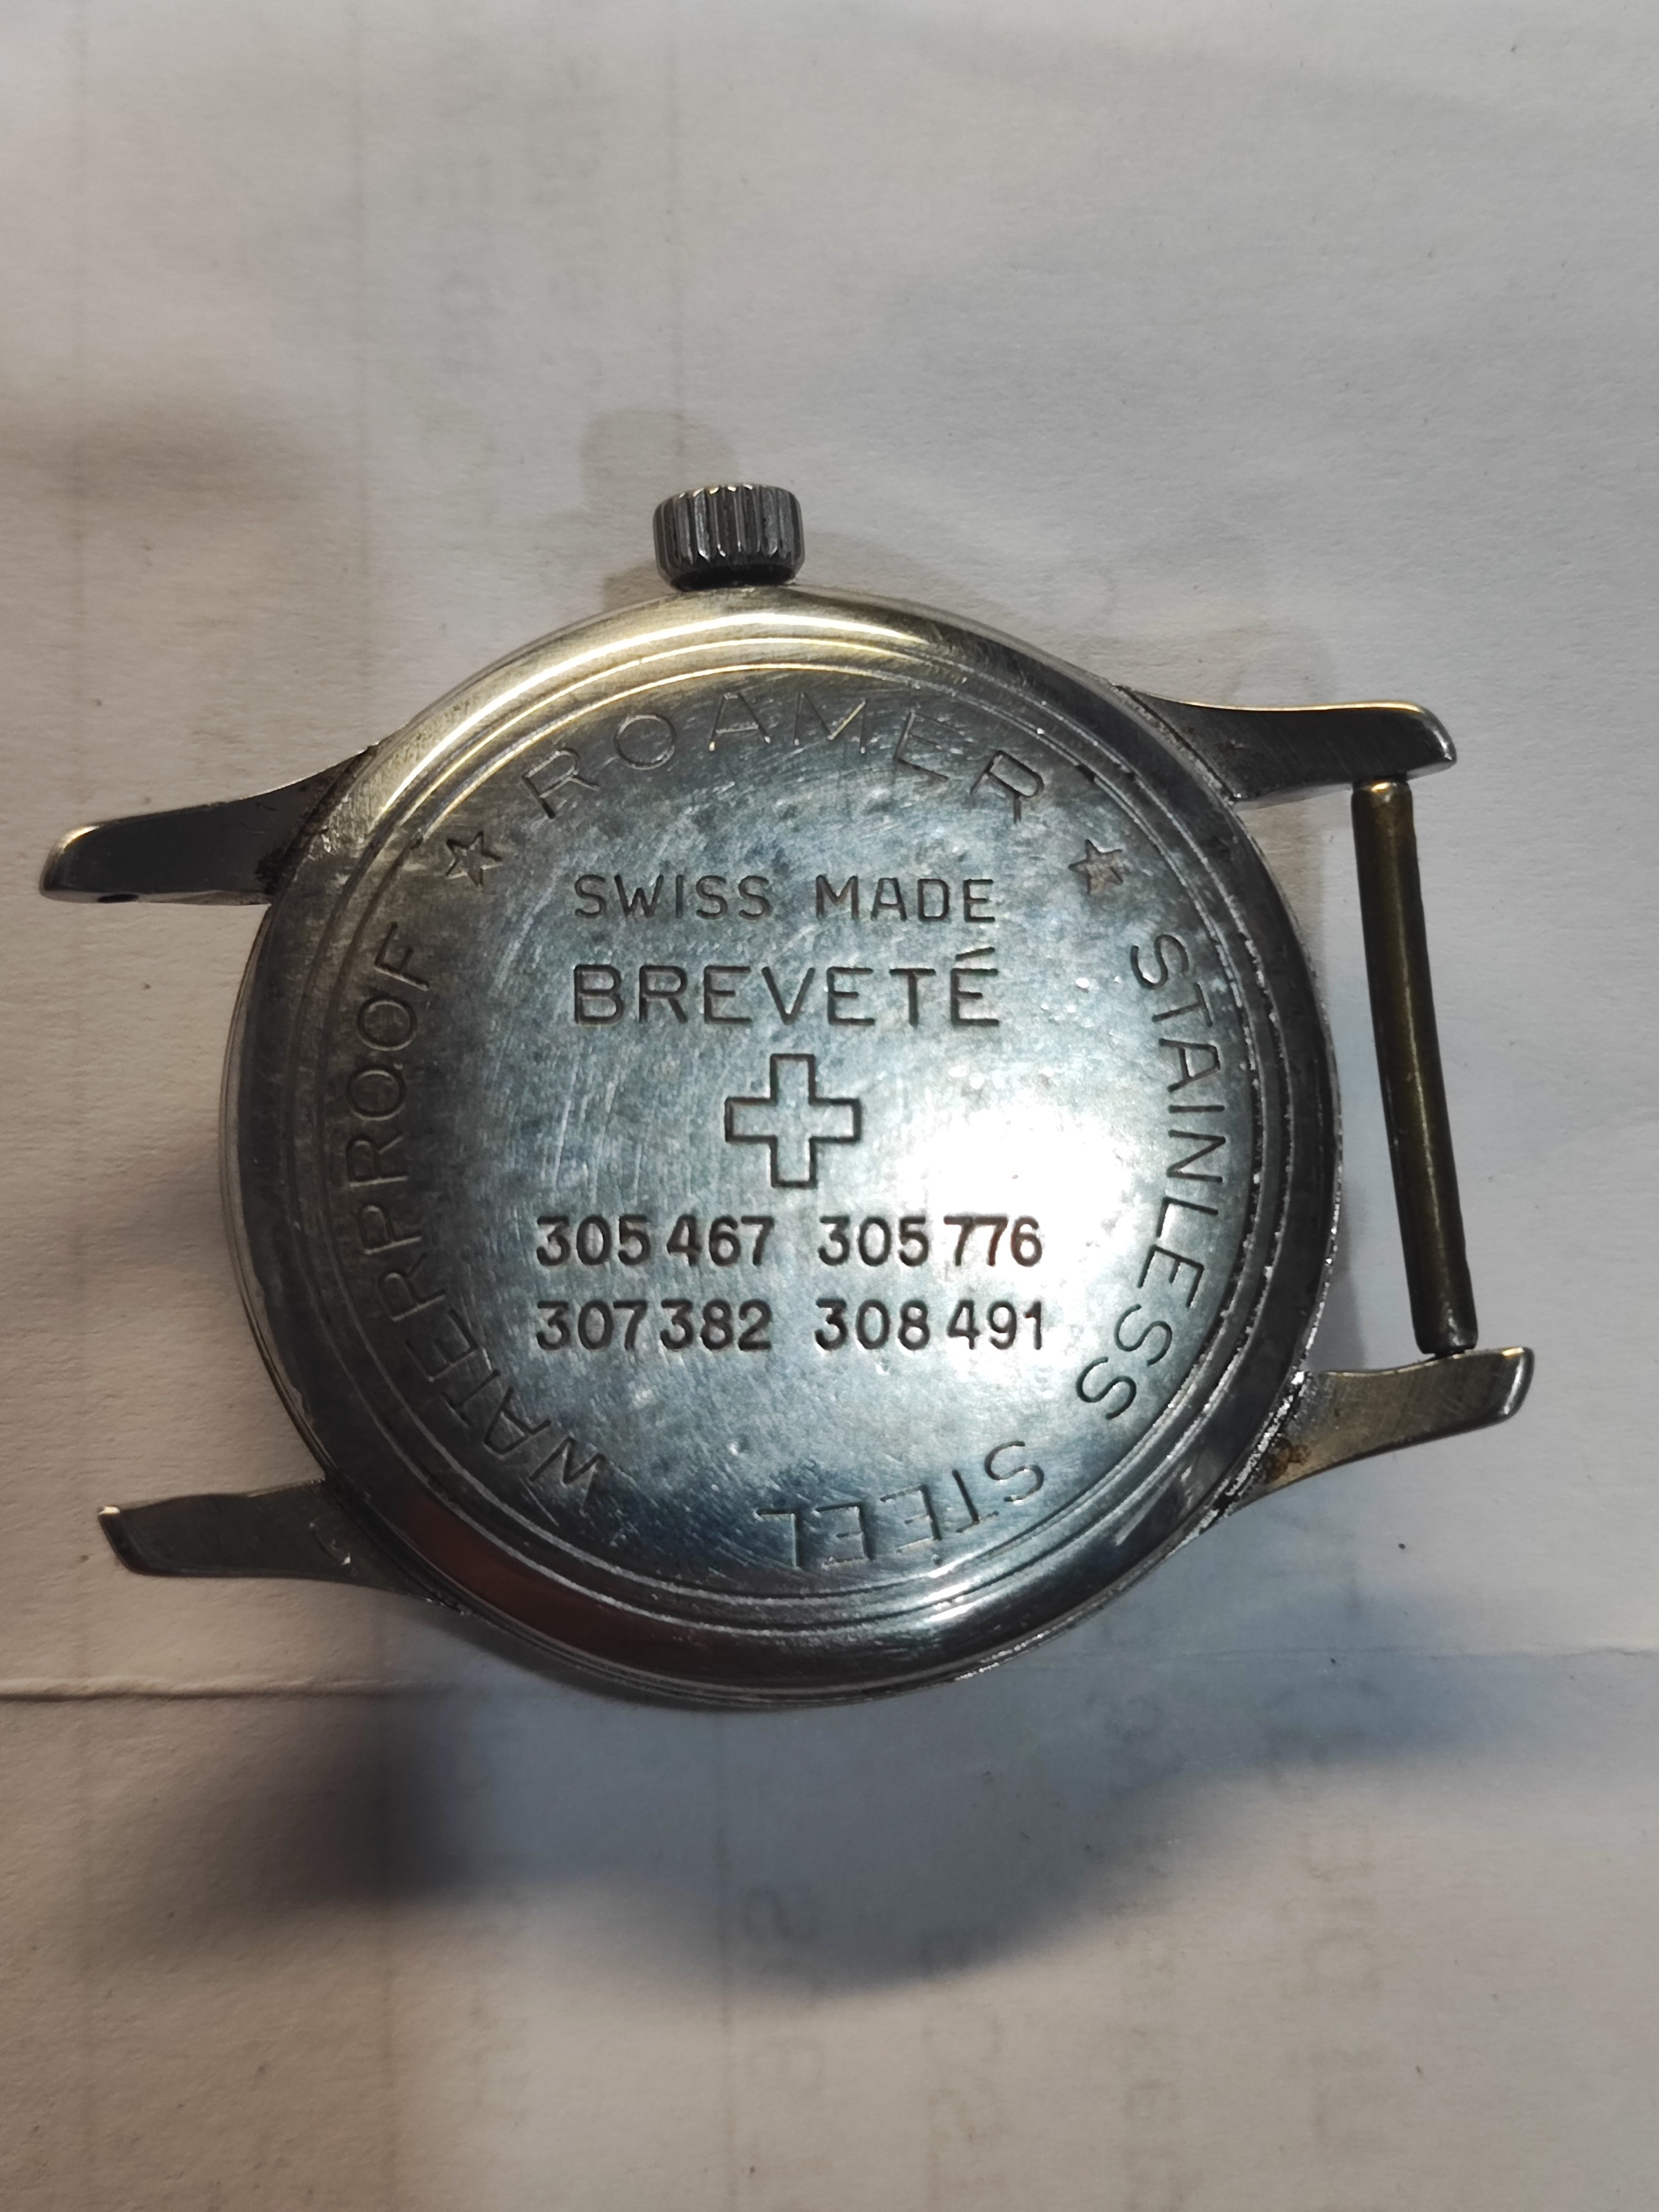 ★ ROAMER ★
STAINLESS STEEL
WATERPROOF
SWISS MADE
BREVETÉ
305 467 305 776
307 382 308 491